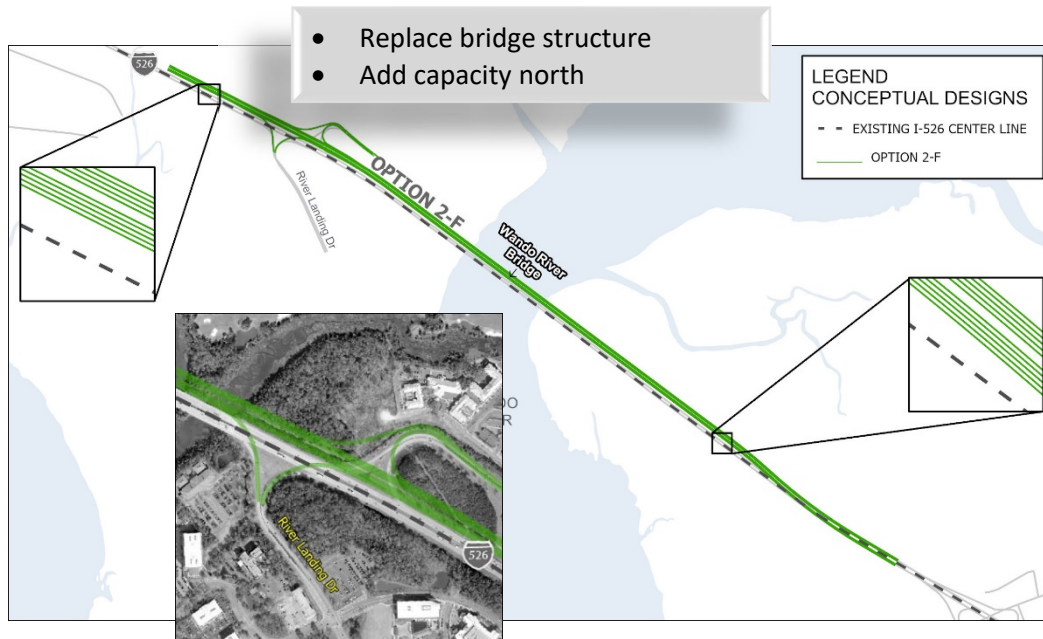 • Replace bridge structure
• Add capacity north
526
LEGEND
CONCEPTUAL DESIGNS
EXISTING I-526 CENTER LINE
OPTION 2-F
OPTION 2-F
River Landing Dr
Wando River
Bridge
DO
R
River Landing Dr
526